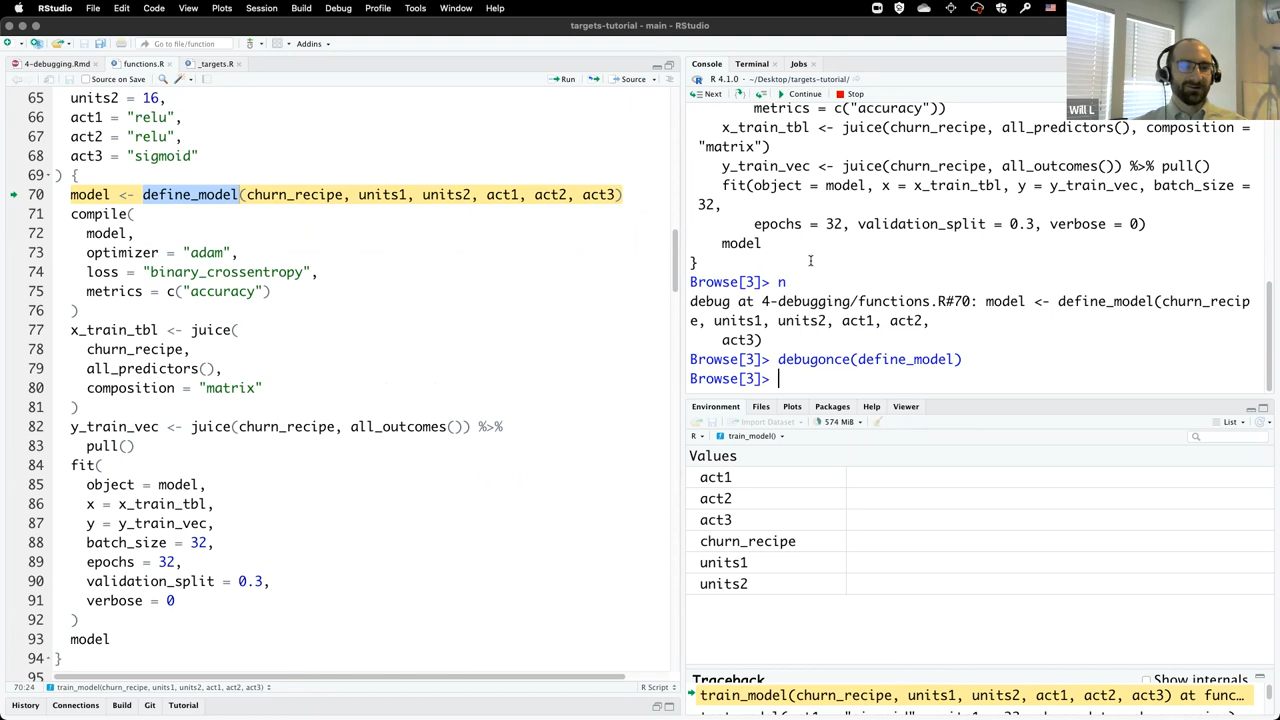 RStudio File Edit Code View Plots Session Build Debug Profile Tools Window Help
targets-tutorial - main - RStudio
Go to file/function Addins
4-debugging.Rmd functions.R _targets.R
Source on Save Run Source
65 units2 = 16,
66 act1 = "relu",
67 act2 = "relu",
68 act3 = "sigmoid"
69 ) {
70 model <- define_model(churn_recipe, units1, units2, act1, act2, act3)
71 compile(
72 model,
73 optimizer = "adam",
74 loss = "binary_crossentropy",
75 metrics = c("accuracy")
76 )
77 x_train_tbl <- juice(
78 churn_recipe,
79 all_predictors(),
80 composition = "matrix"
81 )
82 y_train_vec <- juice(churn_recipe, all_outcomes()) %>%
83 pull()
84 fit(
85 object = model,
86 x = x_train_tbl,
87 y = y_train_vec,
88 batch_size = 32,
89 epochs = 32,
90 validation_split = 0.3,
91 verbose = 0
92 )
93 model
94 }
95
70:24 train_model(churn_recipe, units1, units2, act1, act2, act3) R Script
History Connections Build Git Tutorial
Console Terminal Jobs
R 4.1.0 · ~/Desktop/targets-tutorial/
Next Continue Stop
metrics = c("accuracy"))
x_train_tbl <- juice(churn_recipe, all_predictors(), composition =
"matrix")
y_train_vec <- juice(churn_recipe, all_outcomes()) %>% pull()
fit(object = model, x = x_train_tbl, y = y_train_vec, batch_size =
32,
epochs = 32, validation_split = 0.3, verbose = 0)
model
}
Browse[3]> n
debug at 4-debugging/functions.R#70: model <- define_model(churn_recip
e, units1, units2, act1, act2,
act3)
Browse[3]> debugonce(define_model)
Browse[3]>
Environment Files Plots Packages Help Viewer
Import Dataset 574 MiB List
R train_model()
Values
act1
act2
act3
churn_recipe
units1
units2
Traceback Show internals
train_model(churn_recipe, units1, units2, act1, act2, act3) at func…
Will L